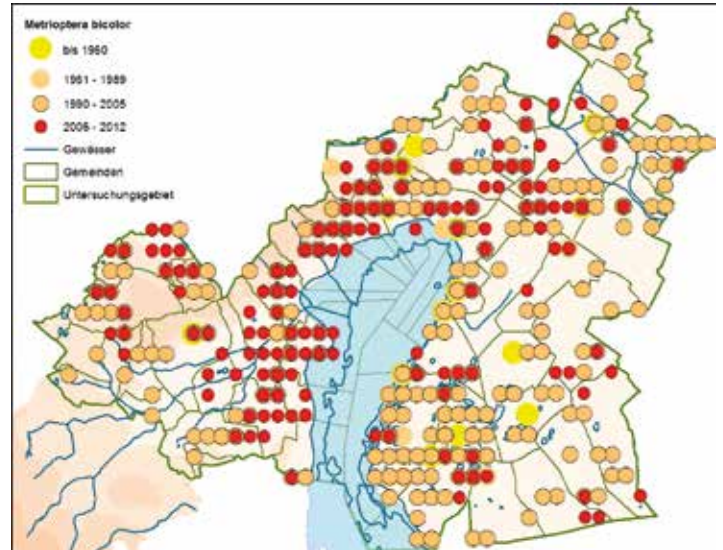 Metrioptera bicolor
bis 1960
1961 - 1989
1990 - 2005
2006 - 2012
Gewässer
Gemeinden
Untersuchungsgebiet